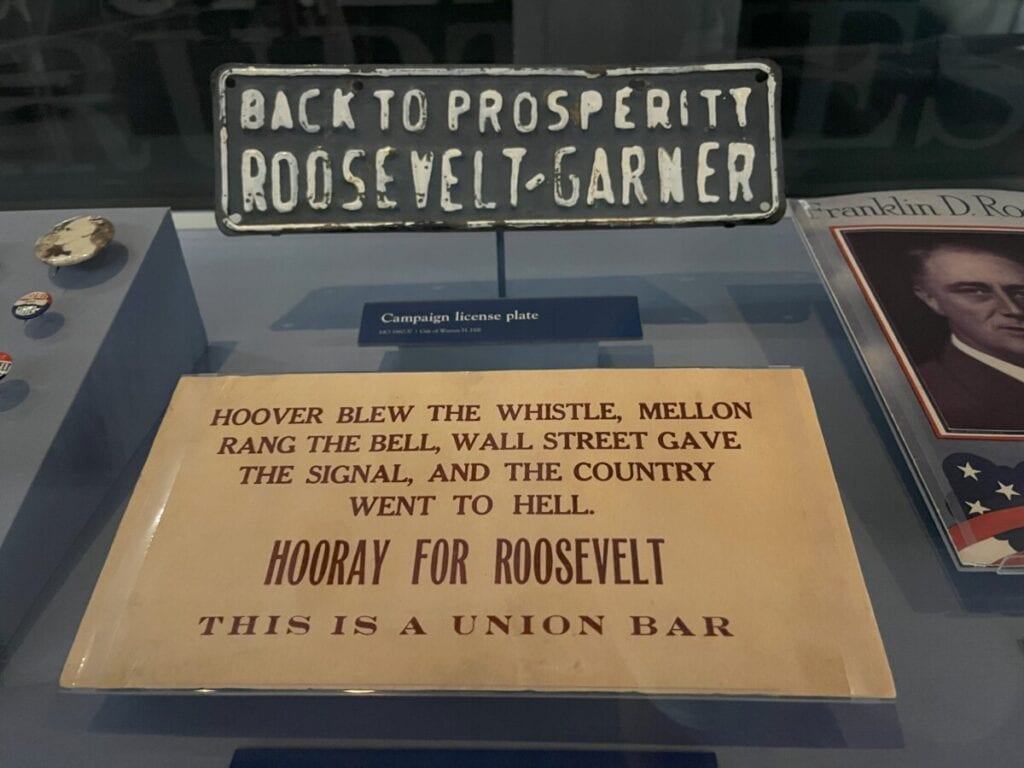 BACK TO PROSPERITY
ROOSEVELT-GARNER
Franklin D. Ro
Campaign license plate
HOOVER BLEW THE WHISTLE, MELLON
RANG THE BELL, WALL STREET GAVE
THE SIGNAL, AND THE COUNTRY
WENT TO HELL.
HOORAY FOR ROOSEVELT
THIS IS A UNION BAR